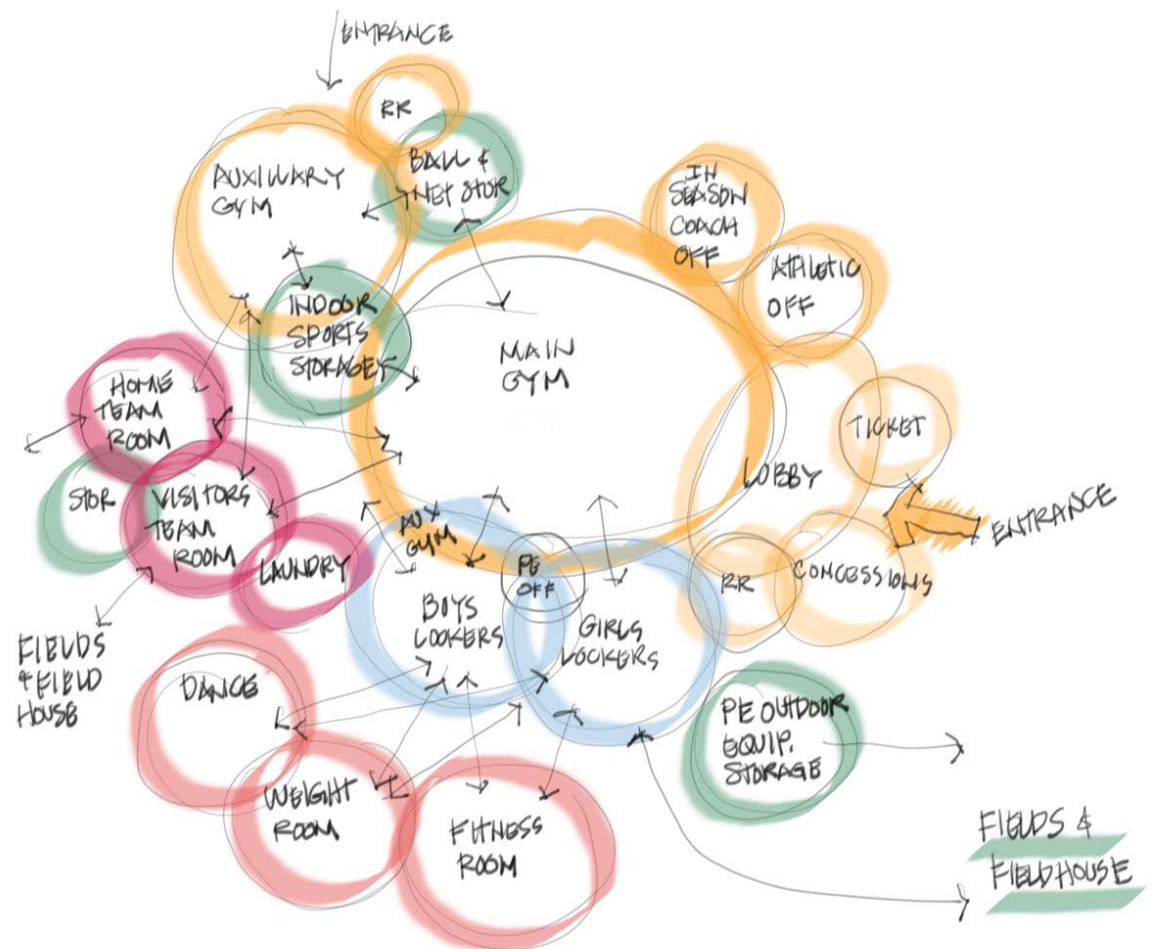 ENTRANCE
RK
AUXILLARY
GYM
BALL &
NET STOR
IN
SEASON
COACH
OFF
ATHLETIC
OFF
INDOOR
SPORTS
STORAGE
MAIN
GYM
HOME
TEAM
ROOM
TICKET
LOBBY
STOR
VISITORS
TEAM
ROOM
ENTRANCE
AUX
GYM
LAUNDRY
PE
OFF
RR
CONCESSIONS
BOYS
LOCKERS
GIRLS
LOCKERS
FIELDS
& FIELD
HOUSE
DANCE
PE OUTDOOR
EQUIP.
STORAGE
WEIGHT
ROOM
FITNESS
ROOM
FIELDS &
FIELDHOUSE